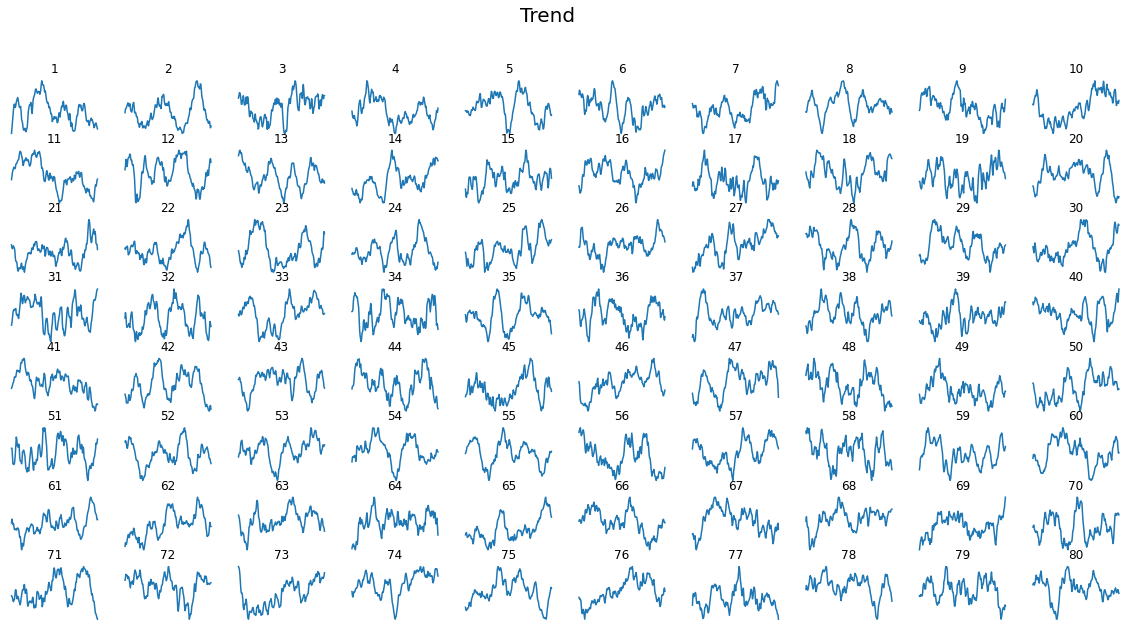 Trend
1 2 3 4 5 6 7 8 9 10
11 12 13 14 15 16 17 18 19 20
21 22 23 24 25 26 27 28 29 30
31 32 33 34 35 36 37 38 39 40
41 42 43 44 45 46 47 48 49 50
51 52 53 54 55 56 57 58 59 60
61 62 63 64 65 66 67 68 69 70
71 72 73 74 75 76 77 78 79 80